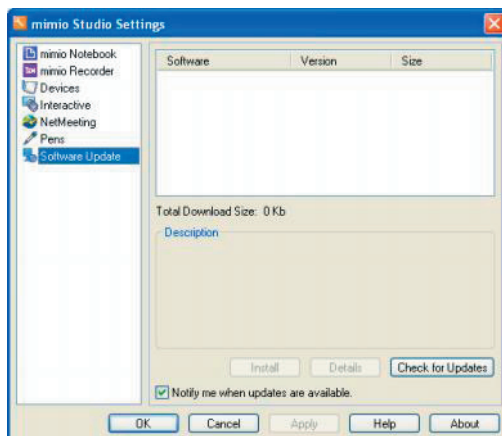 mimio Studio Settings
mimio Notebook
mimio Recorder
Devices
Interactive
NetMeeting
Pens
Software Update
Software Version Size
Total Download Size: 0 Kb
Description
Install Details Check for Updates
Notify me when updates are available.
OK Cancel Apply Help About